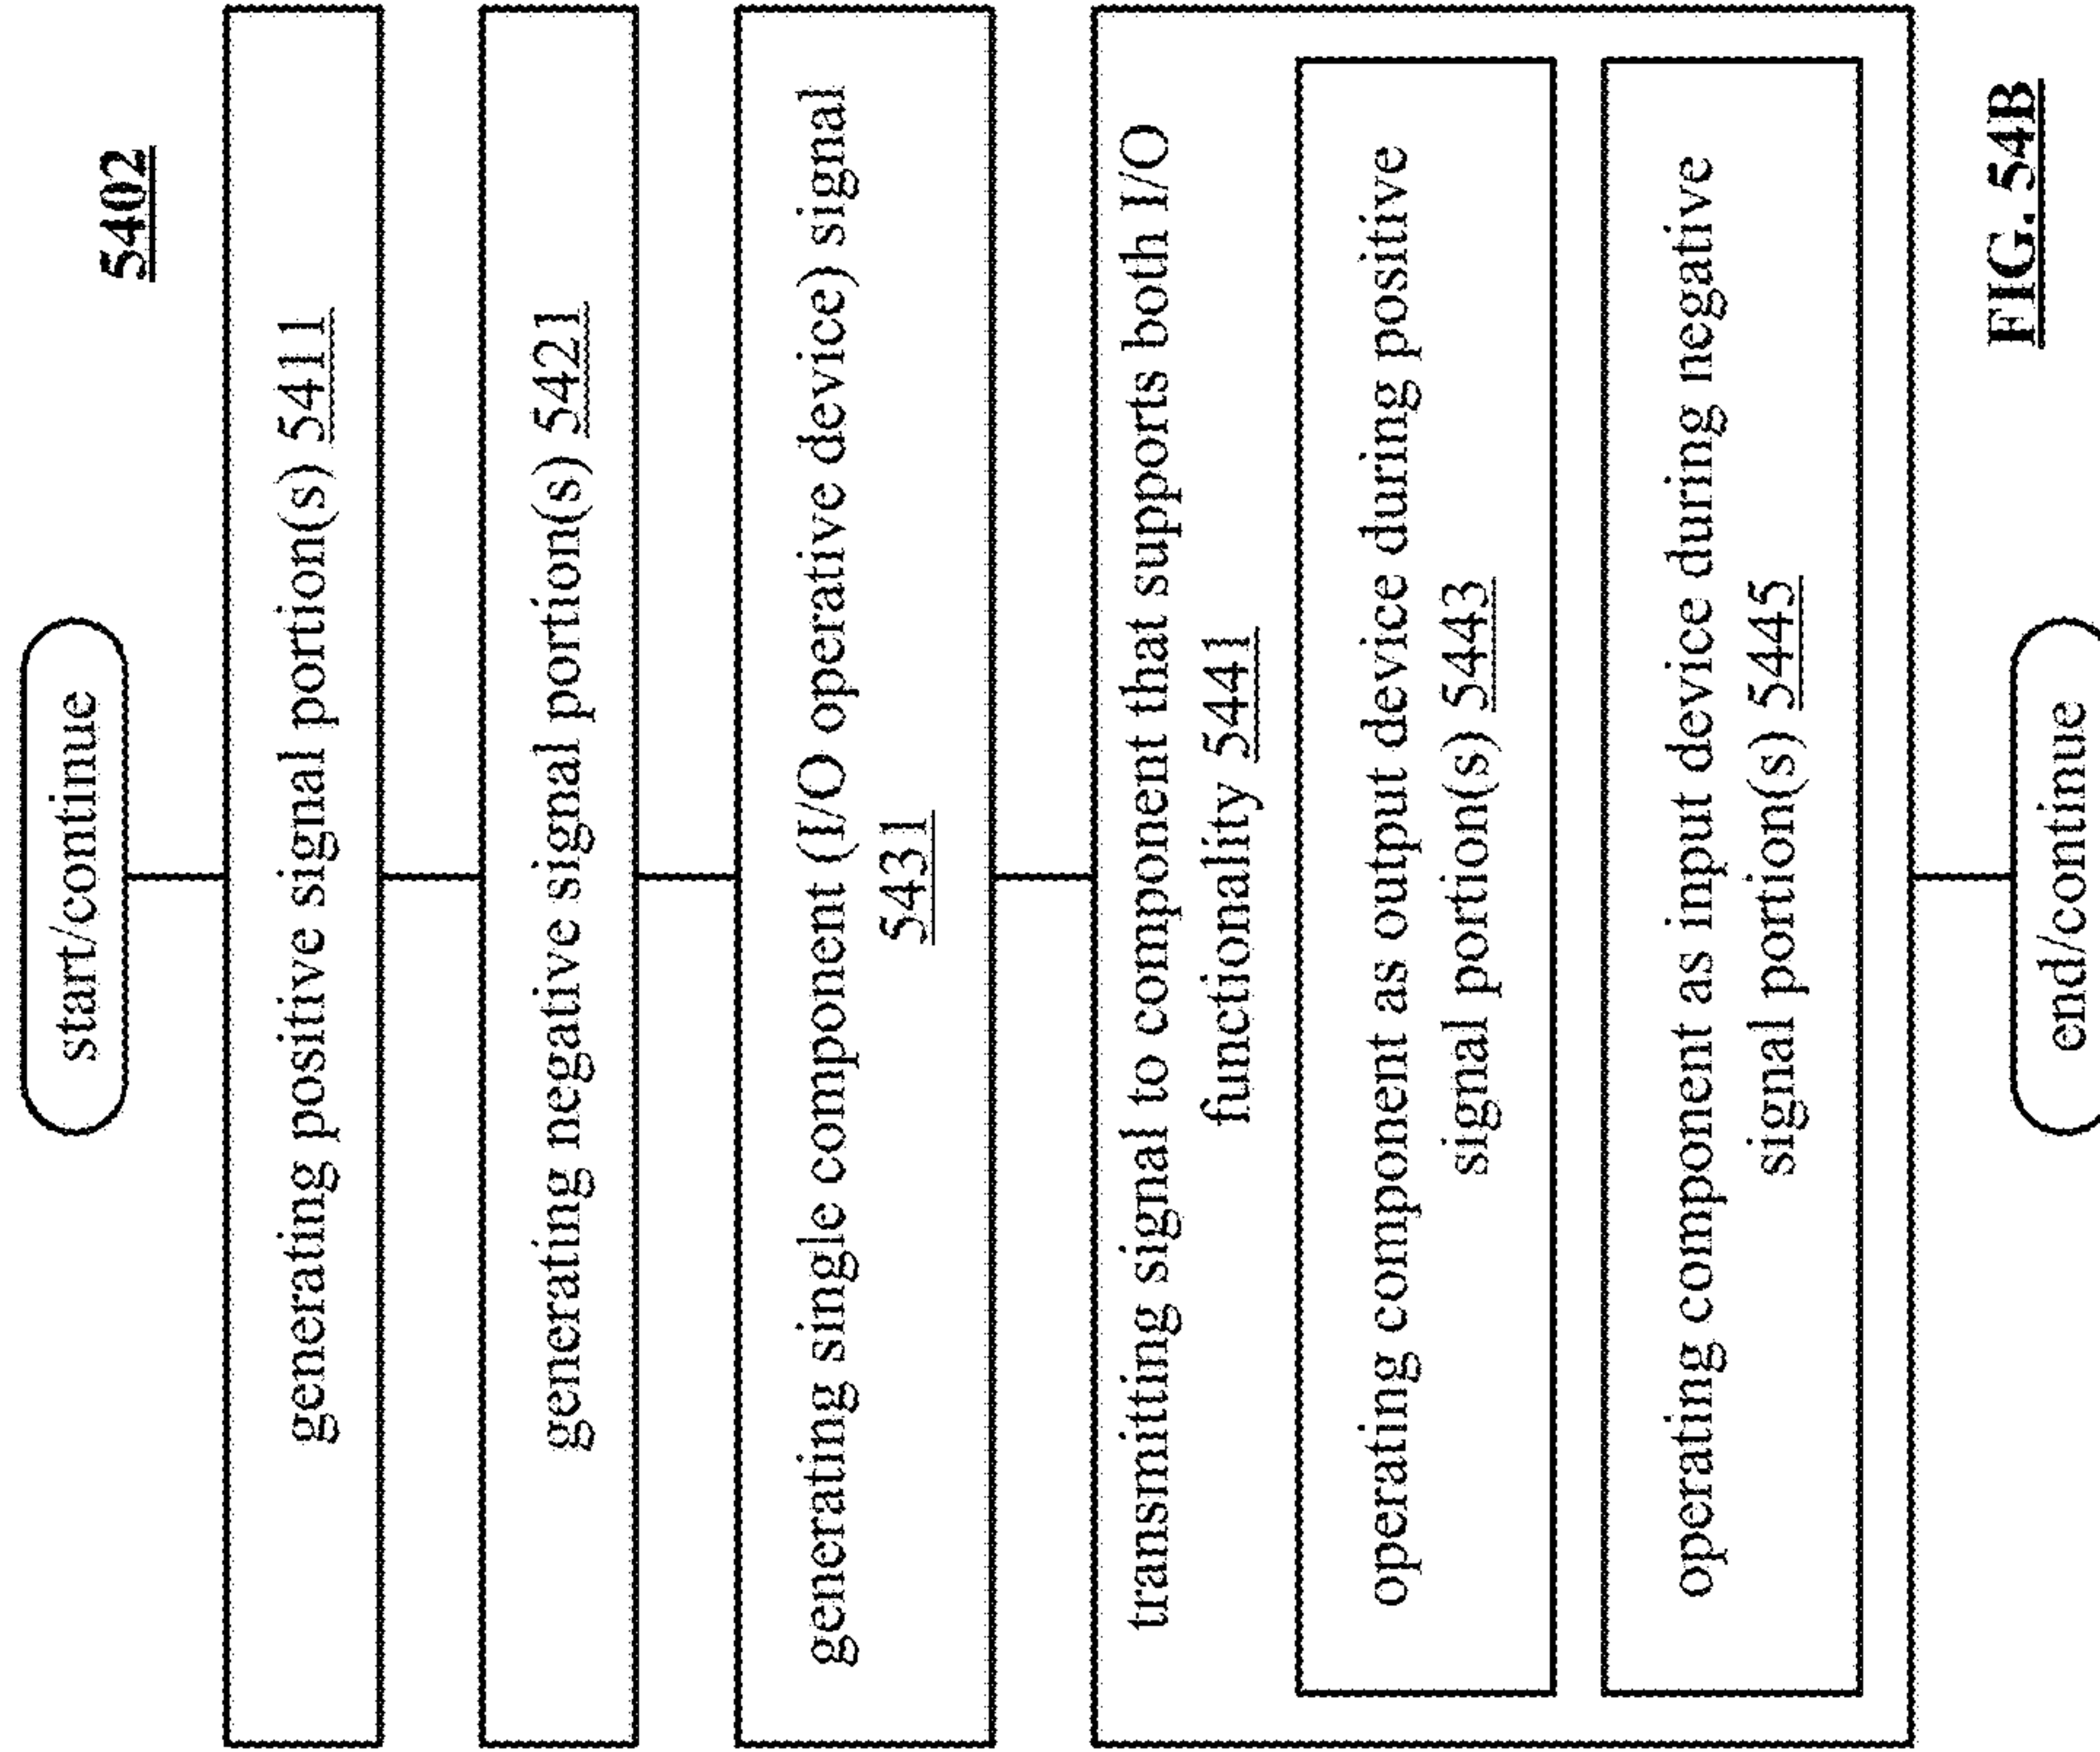 5402
start/continue
generating positive signal portion(s) 5411
generating negative signal portion(s) 5421
generating single component (I/O operative device) signal
5431
transmitting signal to component that supports both I/O
functionality 5441
operating component as output device during positive
signal portion(s) 5443
operating component as input device during negative
signal portion(s) 5445
end/continue
FIG. 54B